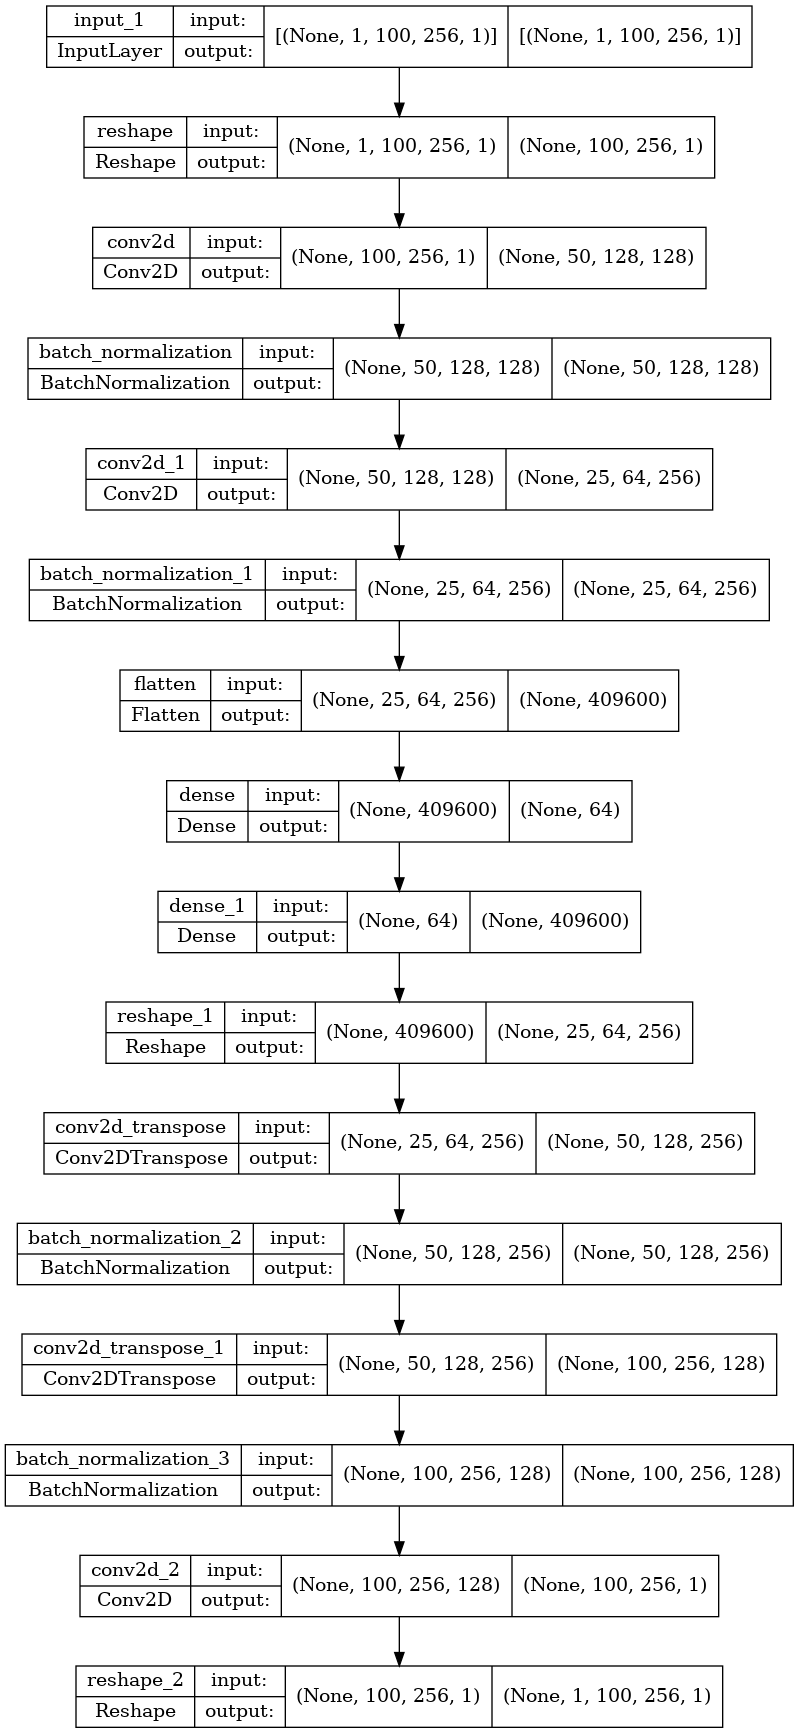 input_1 input: [(None, 1, 100, 256, 1)] [(None, 1, 100, 256, 1)]
InputLayer output:
reshape input: (None, 1, 100, 256, 1) (None, 100, 256, 1)
Reshape output:
conv2d input: (None, 100, 256, 1) (None, 50, 128, 128)
Conv2D output:
batch_normalization input: (None, 50, 128, 128) (None, 50, 128, 128)
BatchNormalization output:
conv2d_1 input: (None, 50, 128, 128) (None, 25, 64, 256)
Conv2D output:
batch_normalization_1 input: (None, 25, 64, 256) (None, 25, 64, 256)
BatchNormalization output:
flatten input: (None, 25, 64, 256) (None, 409600)
Flatten output:
dense input: (None, 409600) (None, 64)
Dense output:
dense_1 input: (None, 64) (None, 409600)
Dense output:
reshape_1 input: (None, 409600) (None, 25, 64, 256)
Reshape output:
conv2d_transpose input: (None, 25, 64, 256) (None, 50, 128, 256)
Conv2DTranspose output:
batch_normalization_2 input: (None, 50, 128, 256) (None, 50, 128, 256)
BatchNormalization output:
conv2d_transpose_1 input: (None, 50, 128, 256) (None, 100, 256, 128)
Conv2DTranspose output:
batch_normalization_3 input: (None, 100, 256, 128) (None, 100, 256, 128)
BatchNormalization output:
conv2d_2 input: (None, 100, 256, 128) (None, 100, 256, 1)
Conv2D output:
reshape_2 input: (None, 100, 256, 1) (None, 1, 100, 256, 1)
Reshape output: